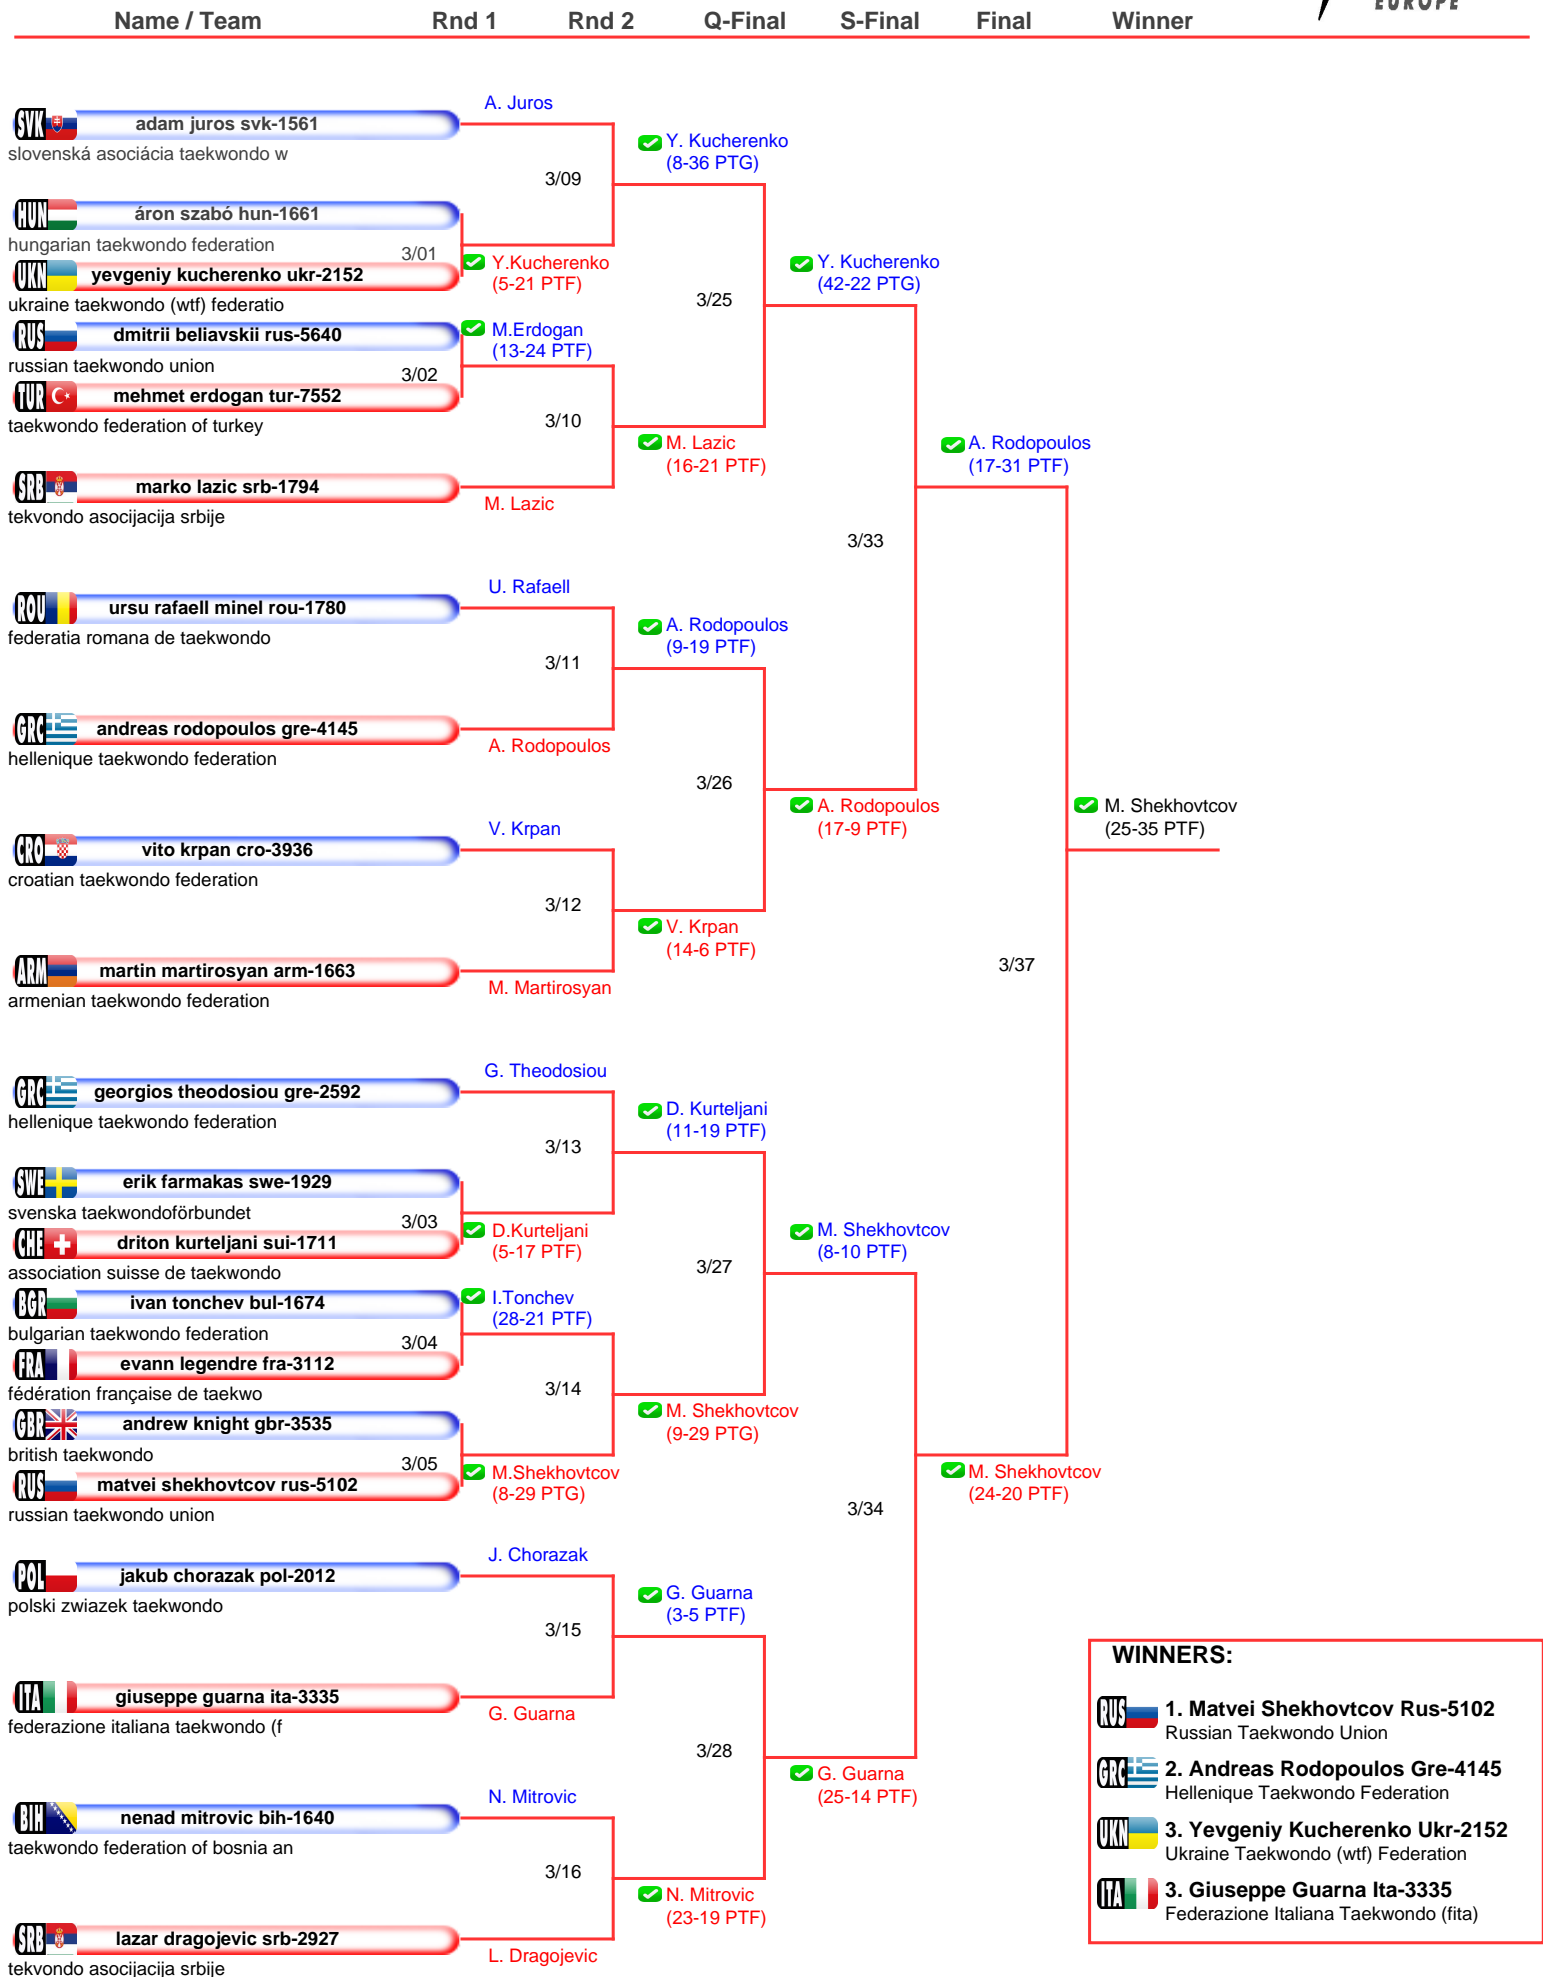 EUROPE
Name / Team Rnd 1 Rnd 2 Q-Final S-Final Final Winner
A. Juros
SVK adam juros svk-1561
slovenská asociácia taekwondo w
Y. Kucherenko
(8-36 PTG)
3/09
HUN áron szabó hun-1661
hungarian taekwondo federation
3/01
Y.Kucherenko
(5-21 PTF)
UKN yevgeniy kucherenko ukr-2152
ukraine taekwondo (wtf) federatio
Y. Kucherenko
(42-22 PTG)
3/25
RUS dmitrii beliavskii rus-5640
russian taekwondo union
M.Erdogan
(13-24 PTF)
3/02
TUR mehmet erdogan tur-7552
taekwondo federation of turkey
3/10
M. Lazic
(16-21 PTF)
A. Rodopoulos
(17-31 PTF)
SRB marko lazic srb-1794
tekvondo asocijacija srbije
M. Lazic
3/33
U. Rafaell
ROU ursu rafaell minel rou-1780
federatia romana de taekwondo
A. Rodopoulos
(9-19 PTF)
3/11
GRC andreas rodopoulos gre-4145
hellenique taekwondo federation
A. Rodopoulos
3/26
A. Rodopoulos
(17-9 PTF)
M. Shekhovtcov
(25-35 PTF)
V. Krpan
CRO vito krpan cro-3936
croatian taekwondo federation
3/12
V. Krpan
(14-6 PTF)
ARM martin martirosyan arm-1663
armenian taekwondo federation
M. Martirosyan
3/37
G. Theodosiou
GRC georgios theodosiou gre-2592
hellenique taekwondo federation
D. Kurteljani
(11-19 PTF)
3/13
SWE erik farmakas swe-1929
svenska taekwondoförbundet
3/03
D.Kurteljani
(5-17 PTF)
CHE driton kurteljani sui-1711
association suisse de taekwondo
M. Shekhovtcov
(8-10 PTF)
3/27
BGR ivan tonchev bul-1674
bulgarian taekwondo federation
I.Tonchev
(28-21 PTF)
3/04
FRA evann legendre fra-3112
fédération française de taekwo
3/14
M. Shekhovtcov
(9-29 PTG)
GBR andrew knight gbr-3535
british taekwondo
3/05
M.Shekhovtcov
(8-29 PTG)
RUS matvei shekhovtcov rus-5102
russian taekwondo union
M. Shekhovtcov
(24-20 PTF)
3/34
J. Chorazak
POL jakub chorazak pol-2012
polski zwiazek taekwondo
G. Guarna
(3-5 PTF)
3/15
ITA giuseppe guarna ita-3335
federazione italiana taekwondo (f
G. Guarna
3/28
G. Guarna
(25-14 PTF)
N. Mitrovic
BIH nenad mitrovic bih-1640
taekwondo federation of bosnia an
3/16
N. Mitrovic
(23-19 PTF)
SRB lazar dragojevic srb-2927
tekvondo asocijacija srbije
L. Dragojevic
WINNERS:
RUS 1. Matvei Shekhovtcov Rus-5102
Russian Taekwondo Union
GRC 2. Andreas Rodopoulos Gre-4145
Hellenique Taekwondo Federation
UKN 3. Yevgeniy Kucherenko Ukr-2152
Ukraine Taekwondo (wtf) Federation
ITA 3. Giuseppe Guarna Ita-3335
Federazione Italiana Taekwondo (fita)